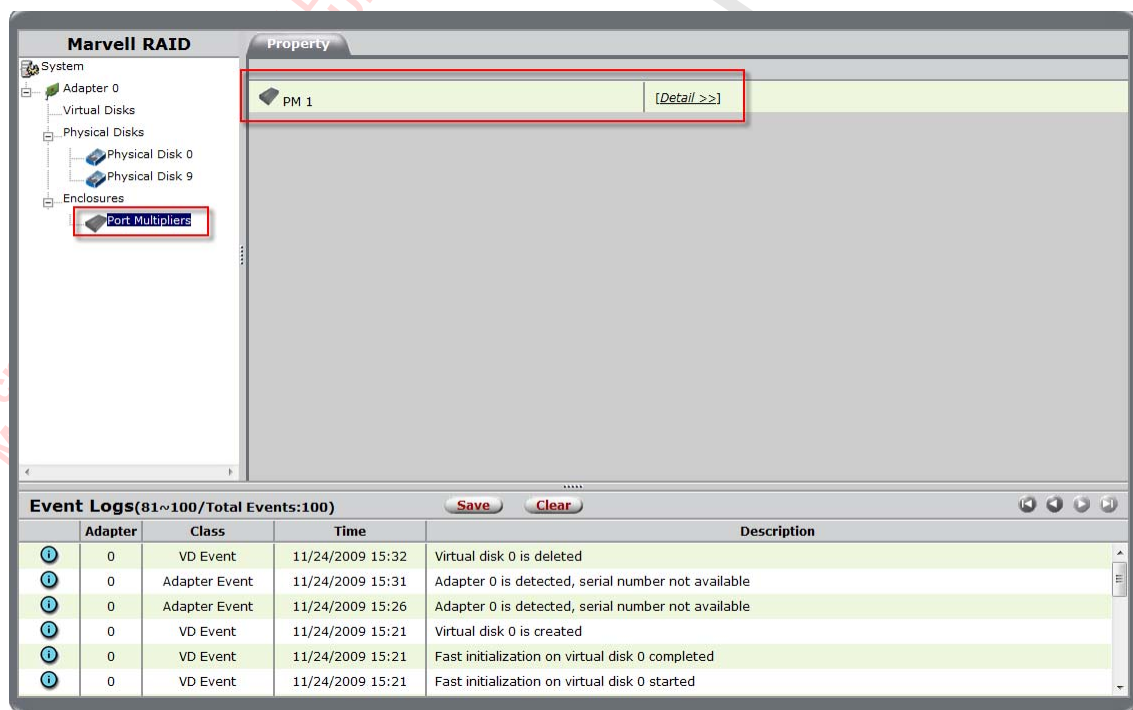 Marvell RAID
Property
System
Adapter 0
Virtual Disks
Physical Disks
Physical Disk 0
Physical Disk 9
Enclosures
Port Multipliers
PM 1
[Detail >>]
Event Logs(81~100/Total Events:100)
Save
Clear
Adapter Class Time Description
0 VD Event 11/24/2009 15:32 Virtual disk 0 is deleted
0 Adapter Event 11/24/2009 15:31 Adapter 0 is detected, serial number not available
0 Adapter Event 11/24/2009 15:26 Adapter 0 is detected, serial number not available
0 VD Event 11/24/2009 15:21 Virtual disk 0 is created
0 VD Event 11/24/2009 15:21 Fast initialization on virtual disk 0 completed
0 VD Event 11/24/2009 15:21 Fast initialization on virtual disk 0 started